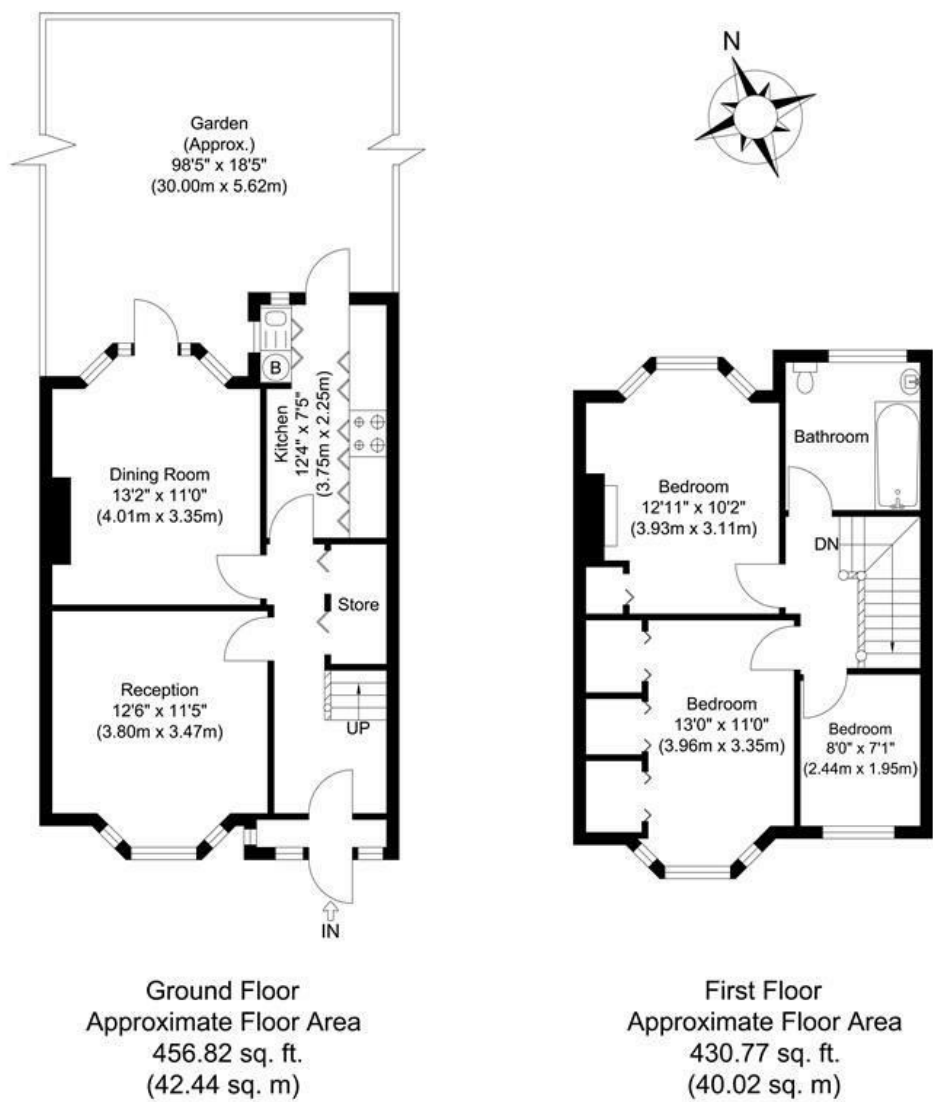 N
Garden
(Approx.)
98'5" x 18'5"
(30.00m x 5.62m)
B
Kitchen
12'4" x 7'5"
(3.75m x 2.25m)
Dining Room
13'2" x 11'0"
(4.01m x 3.35m)
Store
Reception
12'6" x 11'5"
(3.80m x 3.47m)
UP
IN
Ground Floor
Approximate Floor Area
456.82 sq. ft.
(42.44 sq. m)
Bathroom
Bedroom
12'11" x 10'2"
(3.93m x 3.11m)
DN
Bedroom
13'0" x 11'0"
(3.96m x 3.35m)
Bedroom
8'0" x 7'1"
(2.44m x 1.95m)
First Floor
Approximate Floor Area
430.77 sq. ft.
(40.02 sq. m)